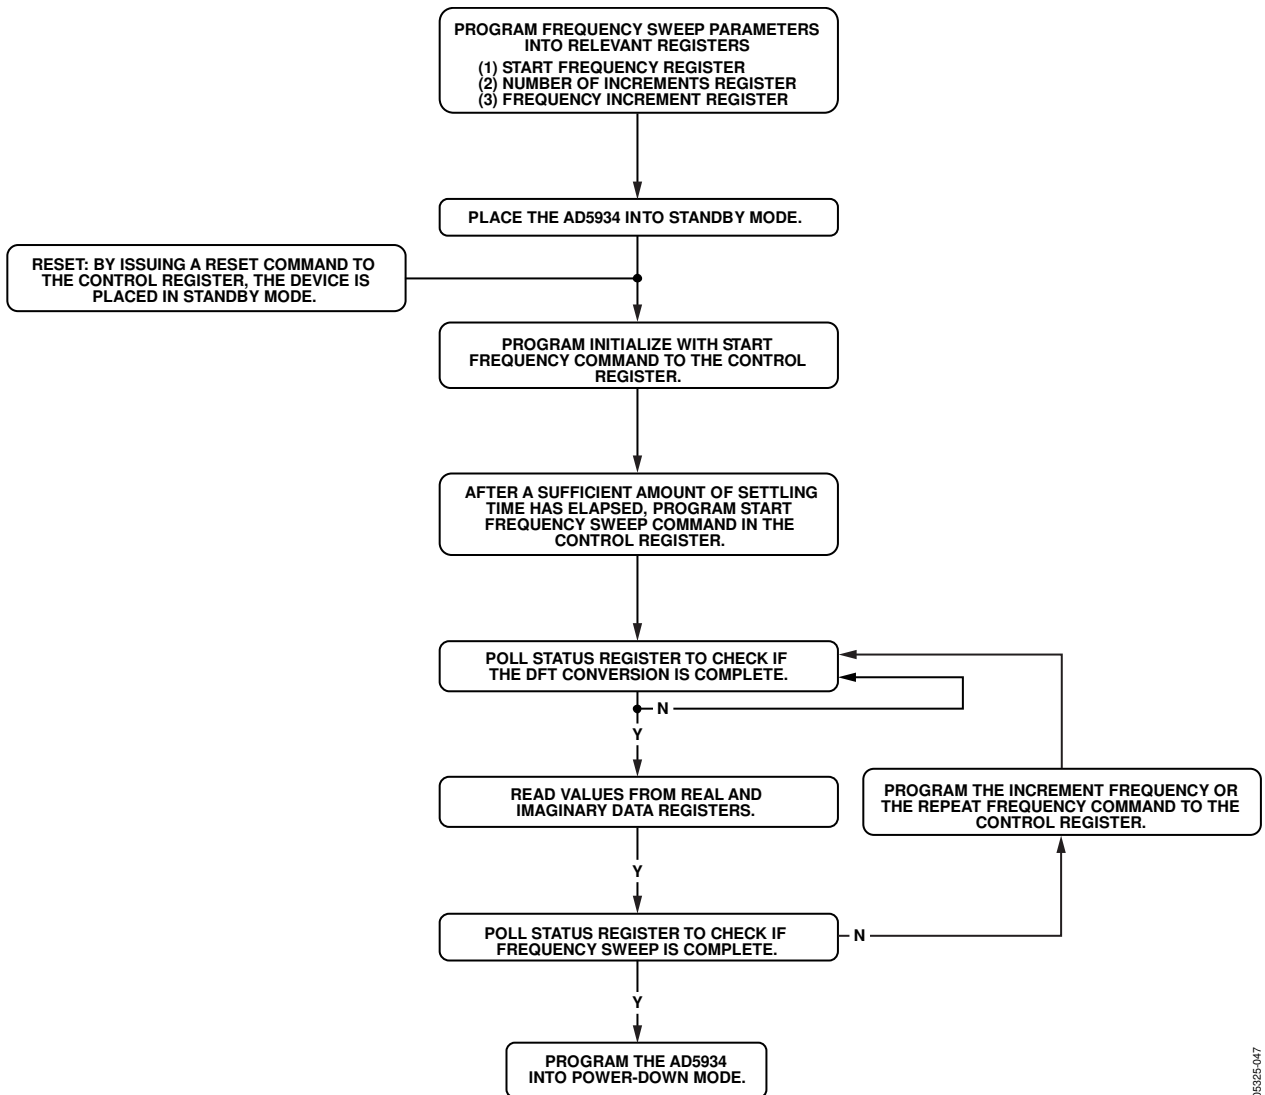 PROGRAM FREQUENCY SWEEP PARAMETERS
INTO RELEVANT REGISTERS
(1) START FREQUENCY REGISTER
(2) NUMBER OF INCREMENTS REGISTER
(3) FREQUENCY INCREMENT REGISTER
PLACE THE AD5934 INTO STANDBY MODE.
RESET: BY ISSUING A RESET COMMAND TO
THE CONTROL REGISTER, THE DEVICE IS
PLACED IN STANDBY MODE.
PROGRAM INITIALIZE WITH START
FREQUENCY COMMAND TO THE CONTROL
REGISTER.
AFTER A SUFFICIENT AMOUNT OF SETTLING
TIME HAS ELAPSED, PROGRAM START
FREQUENCY SWEEP COMMAND IN THE
CONTROL REGISTER.
POLL STATUS REGISTER TO CHECK IF
THE DFT CONVERSION IS COMPLETE.
N
Y
READ VALUES FROM REAL AND
IMAGINARY DATA REGISTERS.
PROGRAM THE INCREMENT FREQUENCY OR
THE REPEAT FREQUENCY COMMAND TO THE
CONTROL REGISTER.
Y
POLL STATUS REGISTER TO CHECK IF
FREQUENCY SWEEP IS COMPLETE.
N
Y
PROGRAM THE AD5934
INTO POWER-DOWN MODE.
05325-047